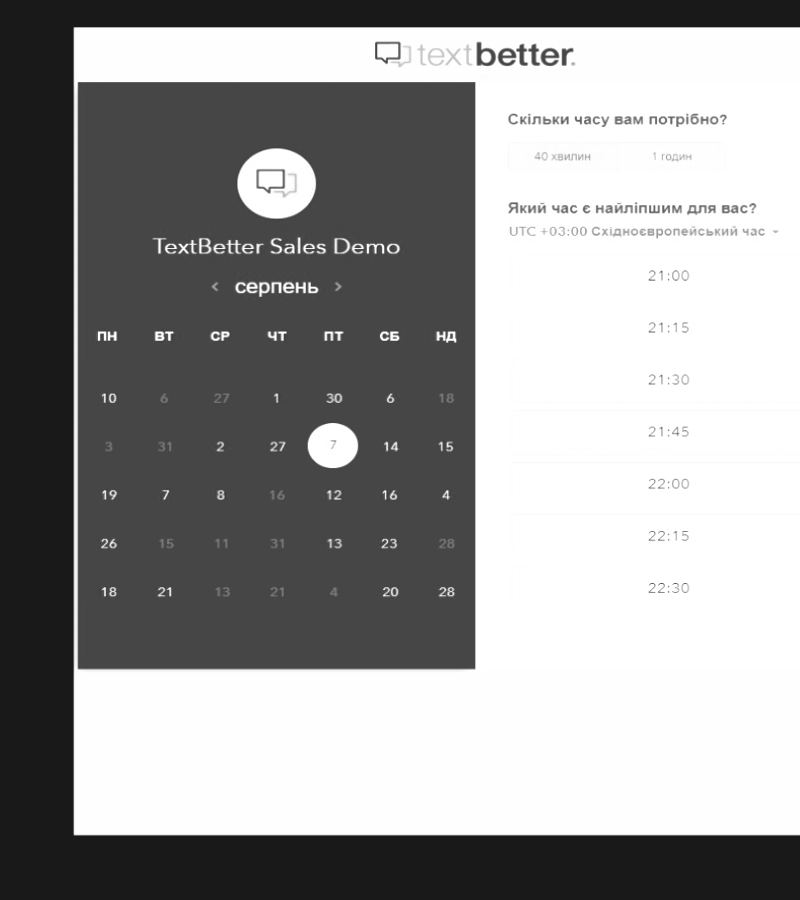 textbetter.
TextBetter Sales Demo
< серпень >
ПН ВТ СР ЧТ ПТ СБ НД
10 6 27 1 30 6 18
3 31 2 27 7 14 15
19 7 8 16 12 16 4
26 15 11 31 13 23 28
18 21 13 21 4 20 28
Скільки часу вам потрібно?
40 хвилин 1 годин
Який час є найліпшим для вас?
UTC +03:00 Східноєвропейський час
21:00
21:15
21:30
21:45
22:00
22:15
22:30